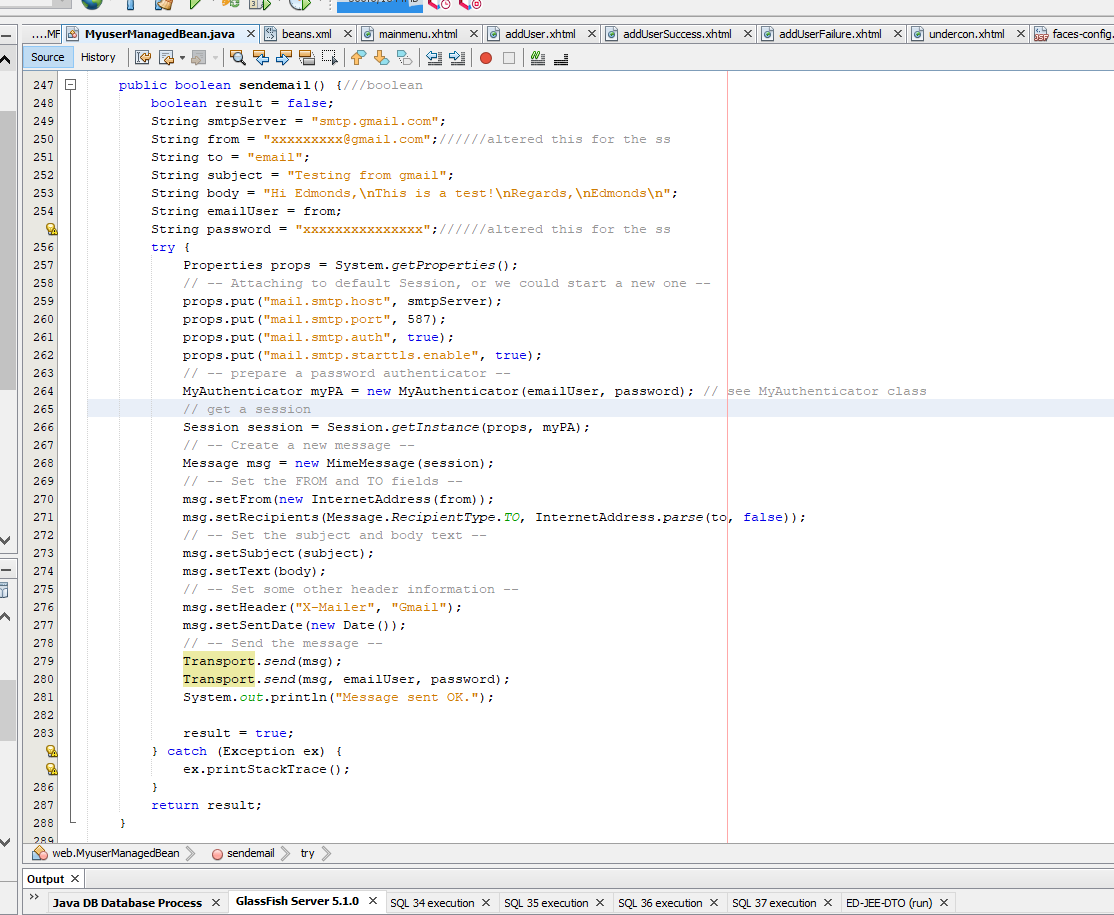 ....MF MyuserManagedBean.java beans.xml mainmenu.xhtml addUser.xhtml addUserSuccess.xhtml addUserFailure.xhtml undercon.xhtml faces-config.
Source History
247 public boolean sendemail() {///boolean
248 boolean result = false;
249 String smtpServer = "smtp.gmail.com";
250 String from = "xxxxxxxxx@gmail.com";//////altered this for the ss
251 String to = "email";
252 String subject = "Testing from gmail";
253 String body = "Hi Edmonds,\nThis is a test!\nRegards,\nEdmonds\n";
254 String emailUser = from;
String password = "xxxxxxxxxxxxxxx";//////altered this for the ss
256 try {
257 Properties props = System.getProperties();
258 // -- Attaching to default Session, or we could start a new one --
259 props.put("mail.smtp.host", smtpServer);
260 props.put("mail.smtp.port", 587);
261 props.put("mail.smtp.auth", true);
262 props.put("mail.smtp.starttls.enable", true);
263 // -- prepare a password authenticator --
264 MyAuthenticator myPA = new MyAuthenticator(emailUser, password); // see MyAuthenticator class
265 // get a session
266 Session session = Session.getInstance(props, myPA);
267 // -- Create a new message --
268 Message msg = new MimeMessage(session);
269 // -- Set the FROM and TO fields --
270 msg.setFrom(new InternetAddress(from));
271 msg.setRecipients(Message.RecipientType.TO, InternetAddress.parse(to, false));
272 // -- Set the subject and body text --
273 msg.setSubject(subject);
274 msg.setText(body);
275 // -- Set some other header information --
276 msg.setHeader("X-Mailer", "Gmail");
277 msg.setSentDate(new Date());
278 // -- Send the message --
279 Transport.send(msg);
280 Transport.send(msg, emailUser, password);
281 System.out.println("Message sent OK.");
282
283 result = true;
} catch (Exception ex) {
ex.printStackTrace();
286 }
287 return result;
288 }
289
web.MyuserManagedBean sendemail try
Output
Java DB Database Process GlassFish Server 5.1.0 SQL 34 execution SQL 35 execution SQL 36 execution SQL 37 execution ED-JEE-DTO (run)